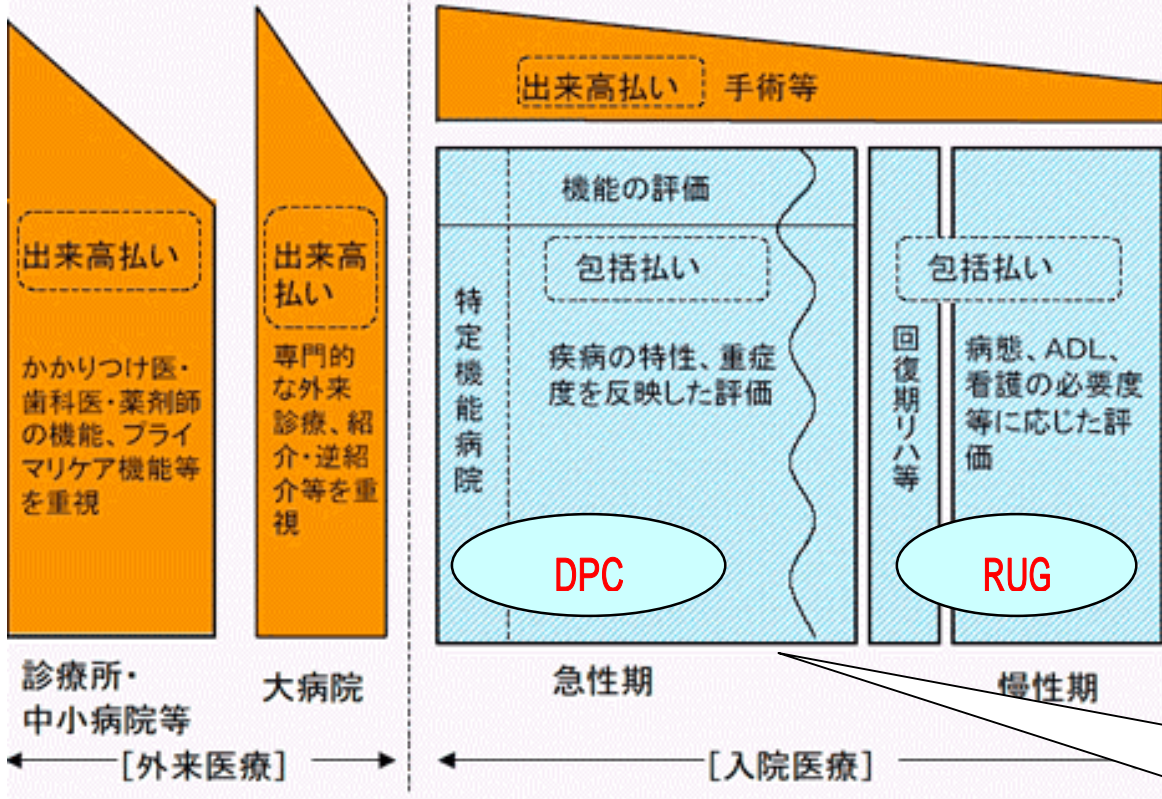 出来高払い
かかりつけ医・
歯科医・薬剤師
の機能、プライ
マリケア機能等
を重視
診療所・
中小病院等
出来高
払い
専門的
な外来
診療、紹
介・逆紹
介等を重
視
大病院
[外来医療]
出来高払い 手術等
機能の評価
特定機能病院
包括払い
疾病の特性、重症
度を反映した評価
DPC
急性期
回復期リハ等
包括払い
病態、ADL、
看護の必要度
等に応じた評
価
RUG
慢性期
[入院医療]